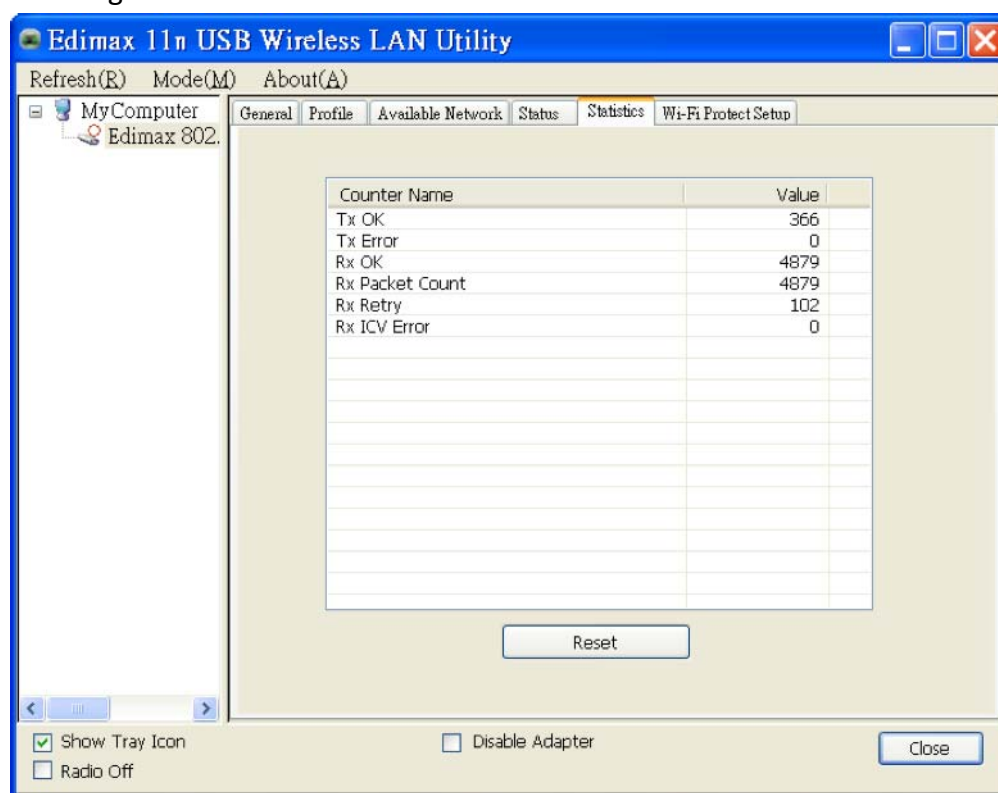 Edimax 11n USB Wireless LAN Utility
Refresh(R) Mode(M) About(A)
MyComputer
Edimax 802.
General Profile Available Network Status Statistics Wi-Fi Protect Setup
Counter Name Value
Tx OK 366
Tx Error 0
Rx OK 4879
Rx Packet Count 4879
Rx Retry 102
Rx ICV Error 0
Reset
Show Tray Icon Disable Adapter
Radio Off
Close